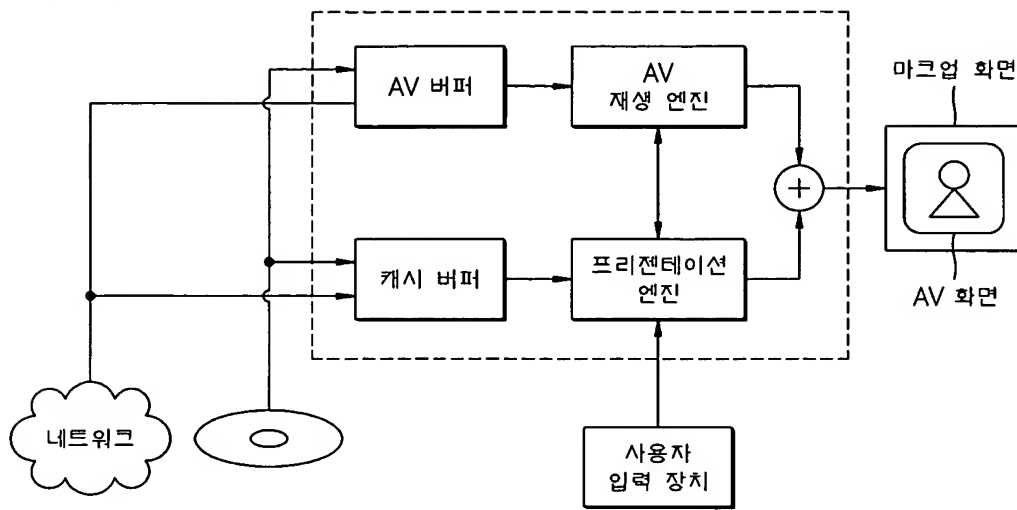 AV 버퍼
AV
재생 엔진
마크업 화면
캐시 버퍼
프리젠테이션
엔진
AV 화면
네트워크
사용자
입력 장치